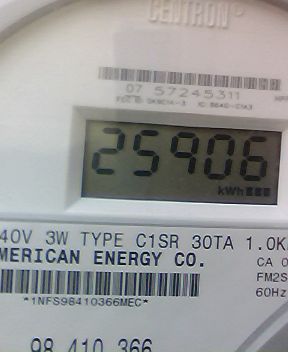 CENTRON®
07 57245311
25906
kWh
40V 3W TYPE C1SR 30TA 1.0K
MERICAN ENERGY CO.
CA 0
FM2S
60Hz
*1NFS98410366MEC*
98 410 366